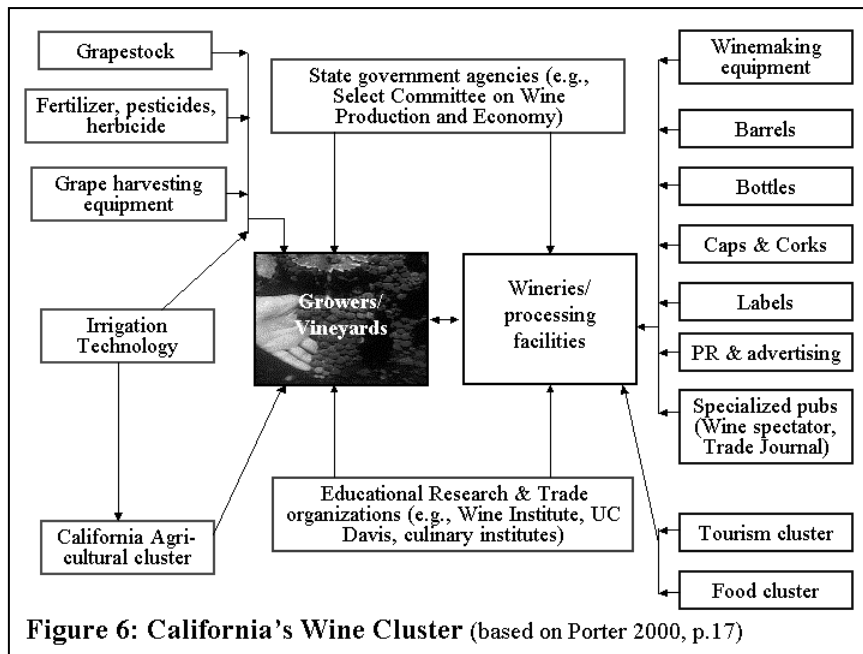 Grapestock
Fertilizer, pesticides,
herbicide
Grape harvesting
equipment
Irrigation
Technology
California Agri-
cultural cluster
State government agencies (e.g.,
Select Committee on Wine
Production and Economy)
Growers/
Vineyards
Wineries/
processing
facilities
Educational Research & Trade
organizations (e.g., Wine Institute, UC
Davis, culinary institutes)
Winemaking
equipment
Barrels
Bottles
Caps & Corks
Labels
PR & advertising
Specialized pubs
(Wine spectator,
Trade Journal)
Tourism cluster
Food cluster
Figure 6: California's Wine Cluster (based on Porter 2000, p.17)